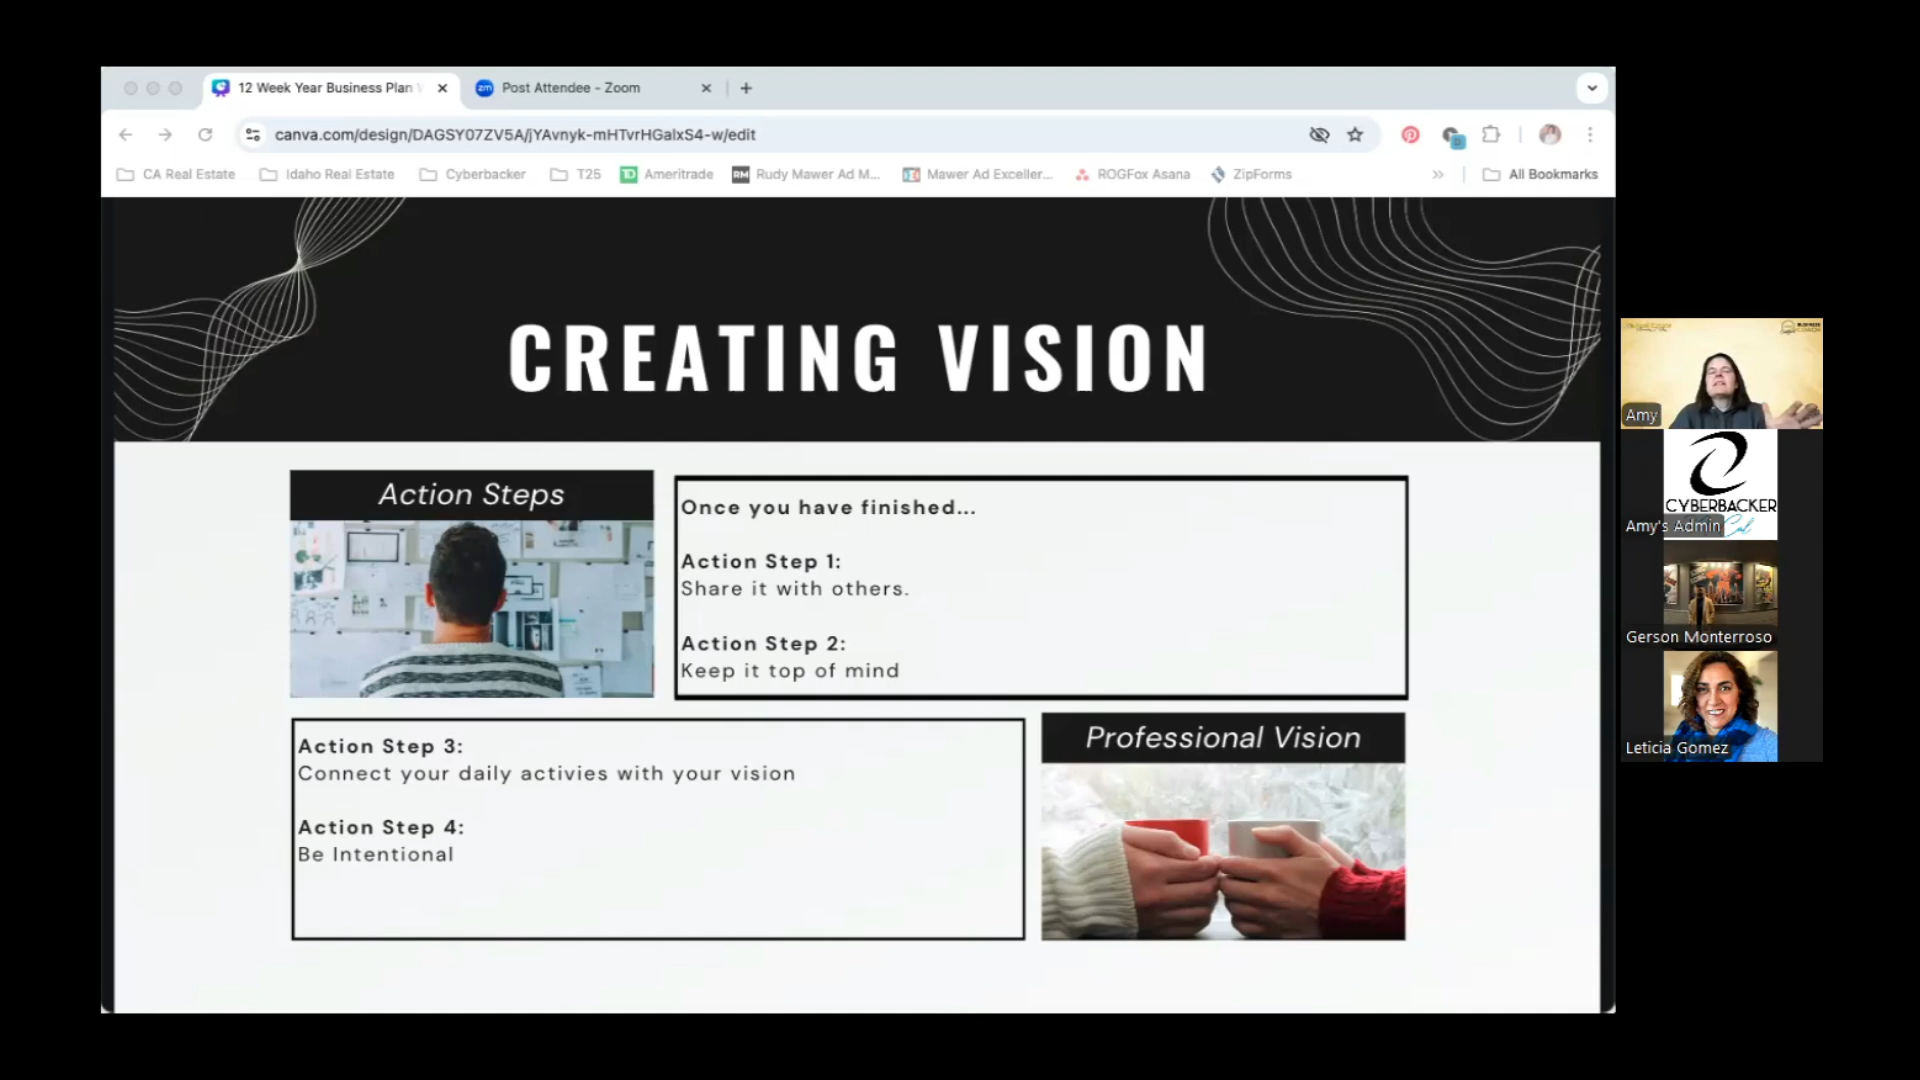 12 Week Year Business Plan
Post Attendee - Zoom
canva.com/design/DAGSY07ZV5A/jYAvnyk-mHTvrHGalxS4-w/edit
CA Real Estate
Idaho Real Estate
Cyberbacker
T25
Ameritrade
RM
Rudy Mawer Ad M...
Mawer Ad Exceller...
ROGFox Asana
ZipForms
All Bookmarks
CREATING VISION
Action Steps
Once you have finished...
Action Step 1:
Share it with others.
Action Step 2:
Keep it top of mind
Action Step 3:
Connect your daily activies with your vision
Action Step 4:
Be Intentional
Professional Vision
Amy
CYBERBACKER
Amy's Admin
Gerson Monterroso
Leticia Gomez